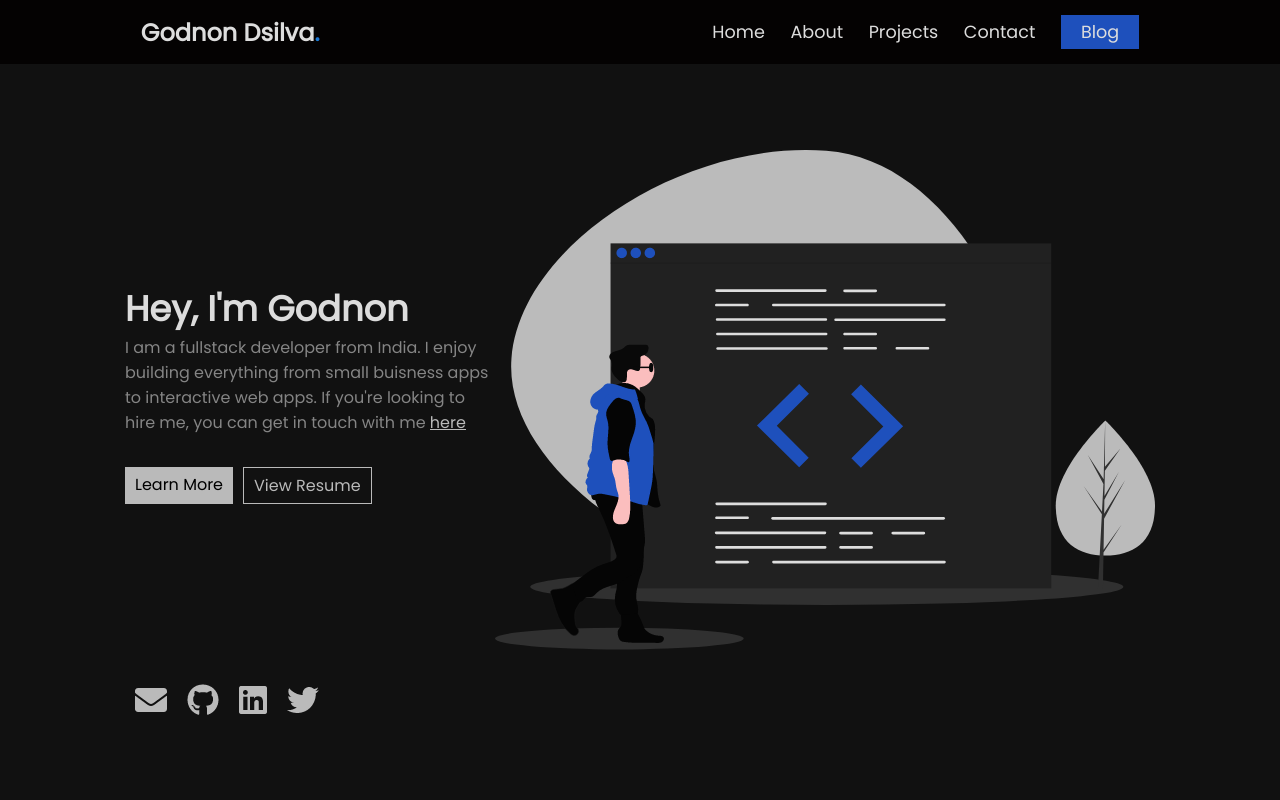 Godnon Dsilva.
Home About Projects Contact Blog
Hey, I'm Godnon
I am a fullstack developer from India. I enjoy
building everything from small buisness apps
to interactive web apps. If you're looking to
hire me, you can get in touch with me here
Learn More View Resume